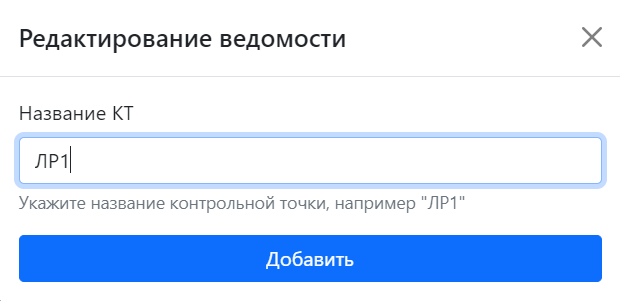 Редактирование ведомости
Название КТ
ЛР1
Укажите название контрольной точки, например "ЛР1"
Добавить